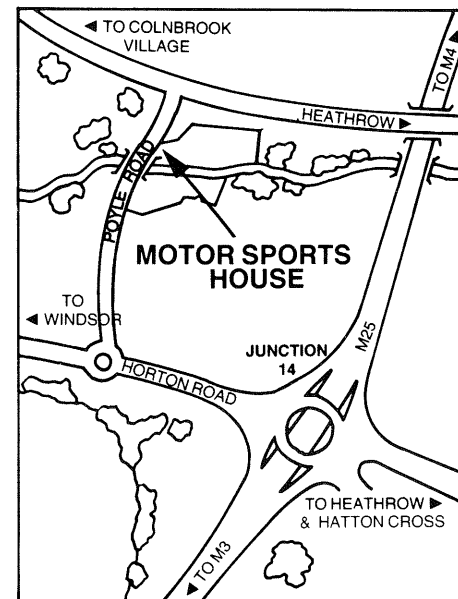 ◄ TO COLNBROOK
VILLAGE
TO M4 ►
HEATHROW ►
POYLE ROAD
MOTOR SPORTS
HOUSE
TO
◄ WINDSOR
JUNCTION
14
M25
HORTON ROAD
TO HEATHROW ►
& HATTON CROSS
◄ TO M3